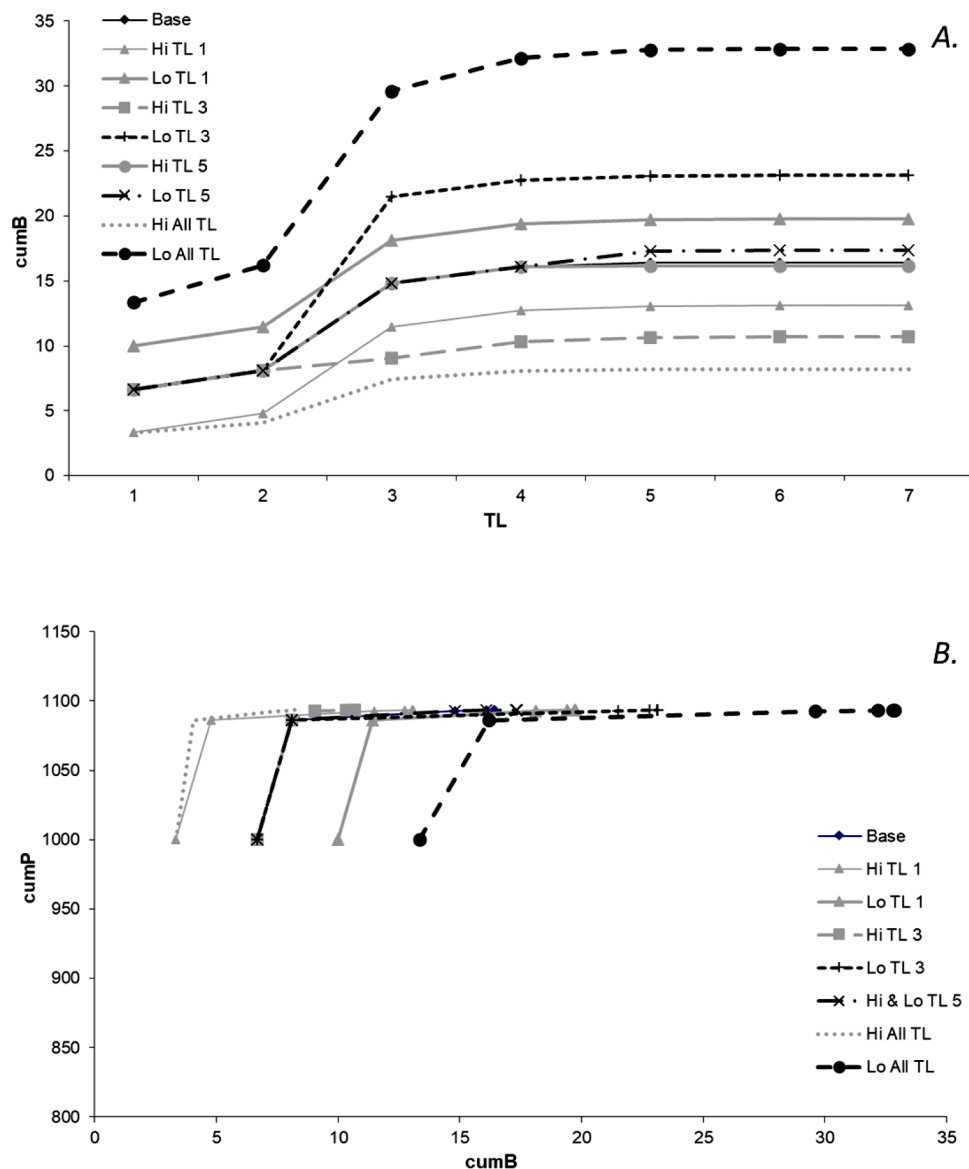 A.
35
30
25
20
15
10
5
0
cumB
Base
Hi TL 1
Lo TL 1
Hi TL 3
Lo TL 3
Hi TL 5
Lo TL 5
Hi All TL
Lo All TL
1 2 3 4 5 6 7
TL
B.
1150
1100
1050
1000
950
900
850
800
cumP
Base
Hi TL 1
Lo TL 1
Hi TL 3
Lo TL 3
Hi & Lo TL 5
Hi All TL
Lo All TL
0 5 10 15 20 25 30 35
cumB